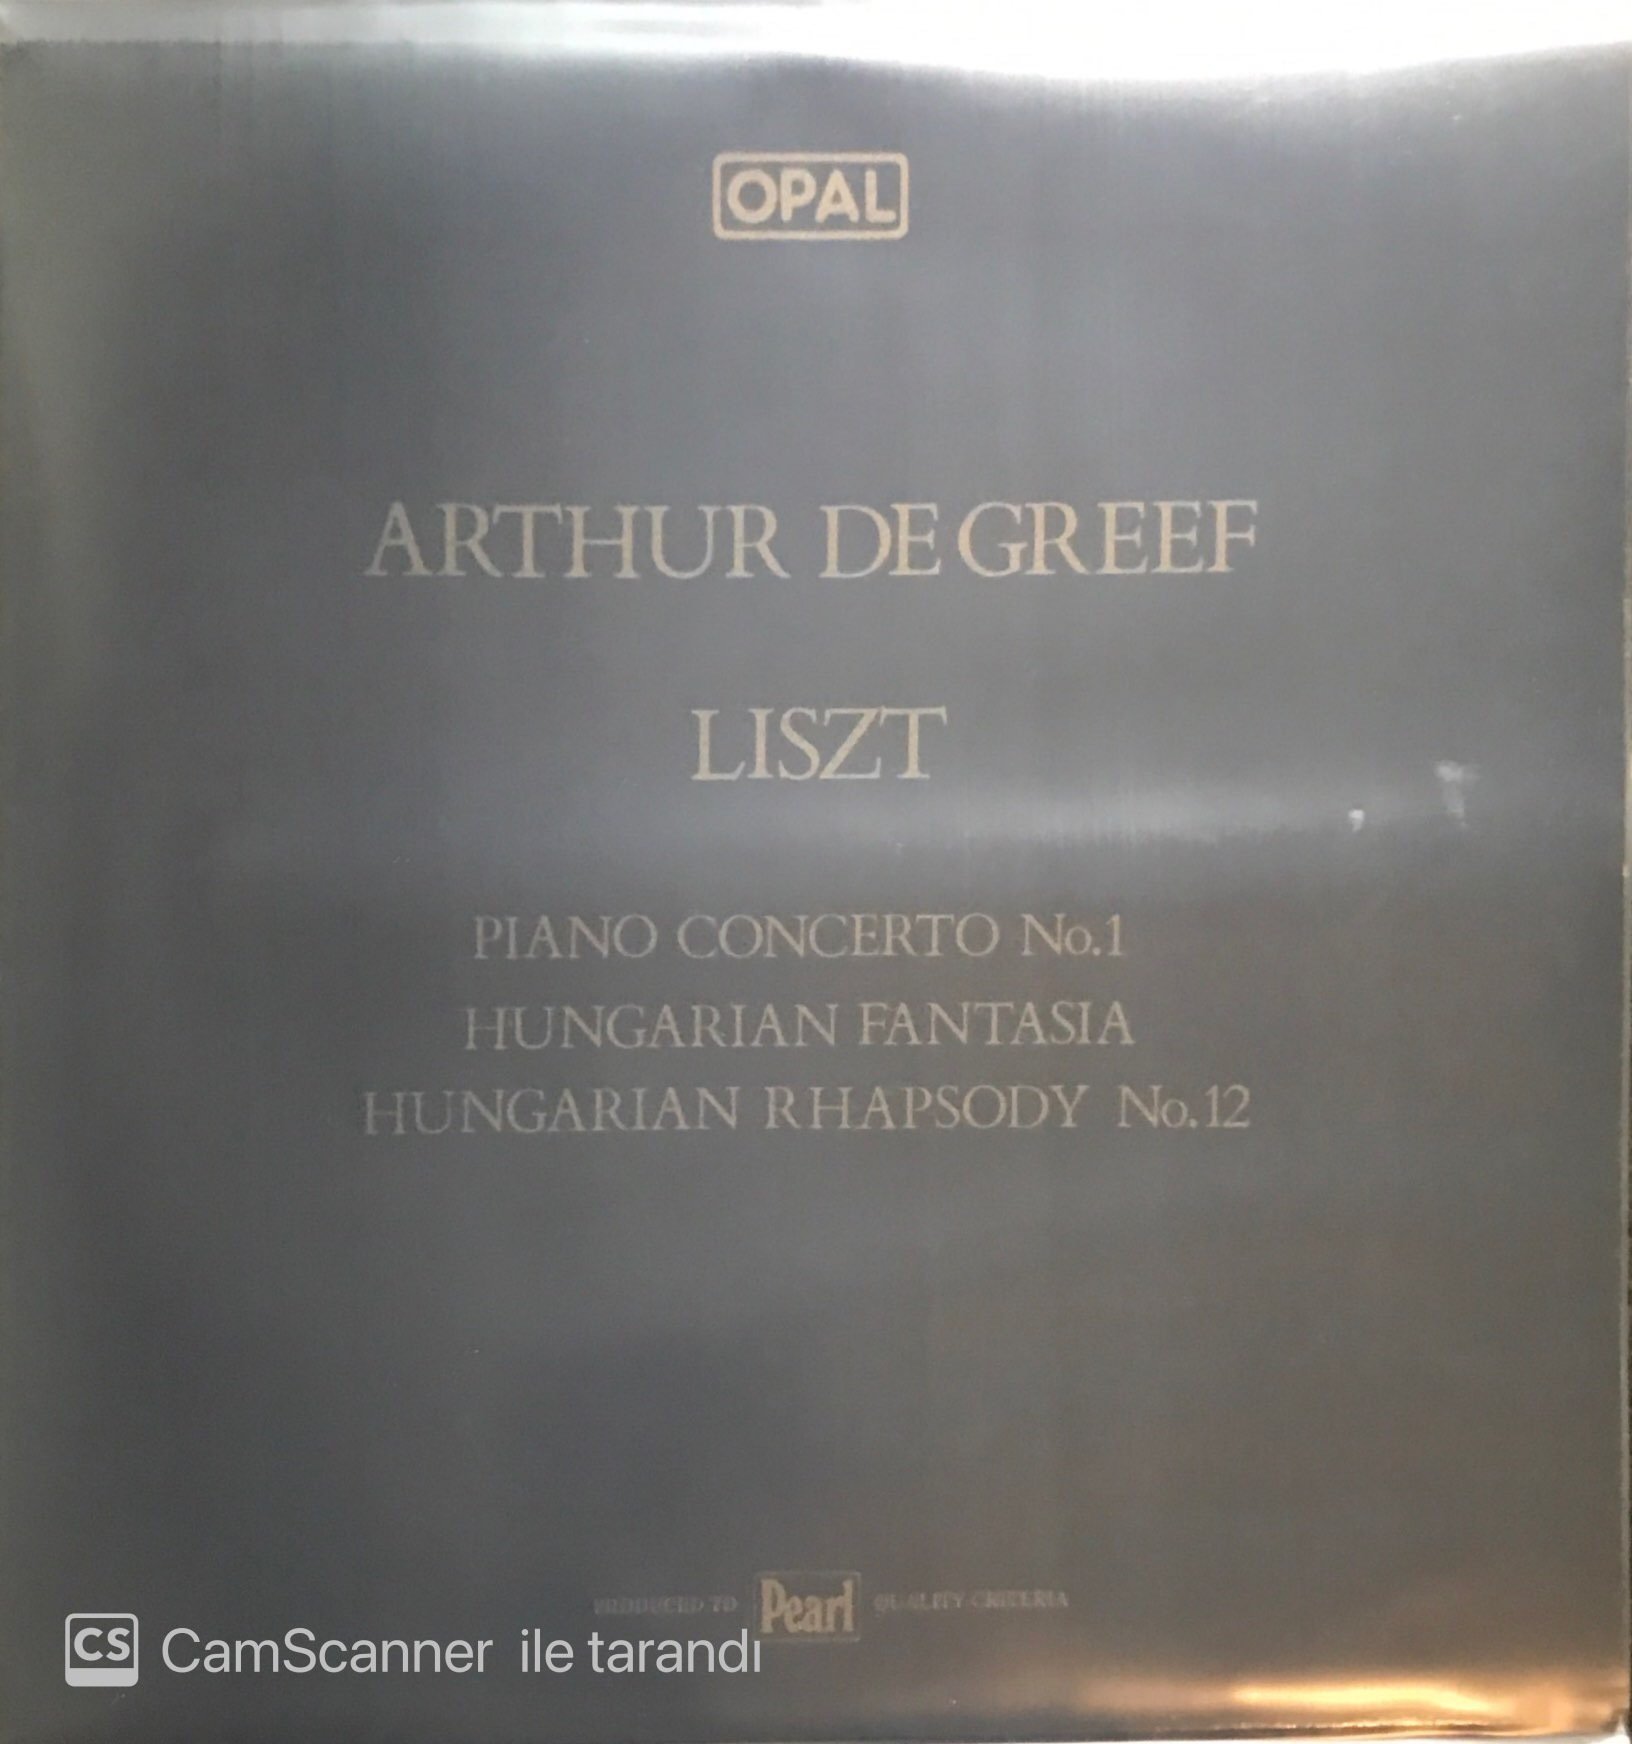 OPAL
ARTHUR DE GREEF
LISZT
PIANO CONCERTO No.1
HUNGARIAN FANTASIA
HUNGARIAN RHAPSODY No.12
PRODUCED TO Pearl QUALITY CRITERIA
CS CamScanner ile tarandı